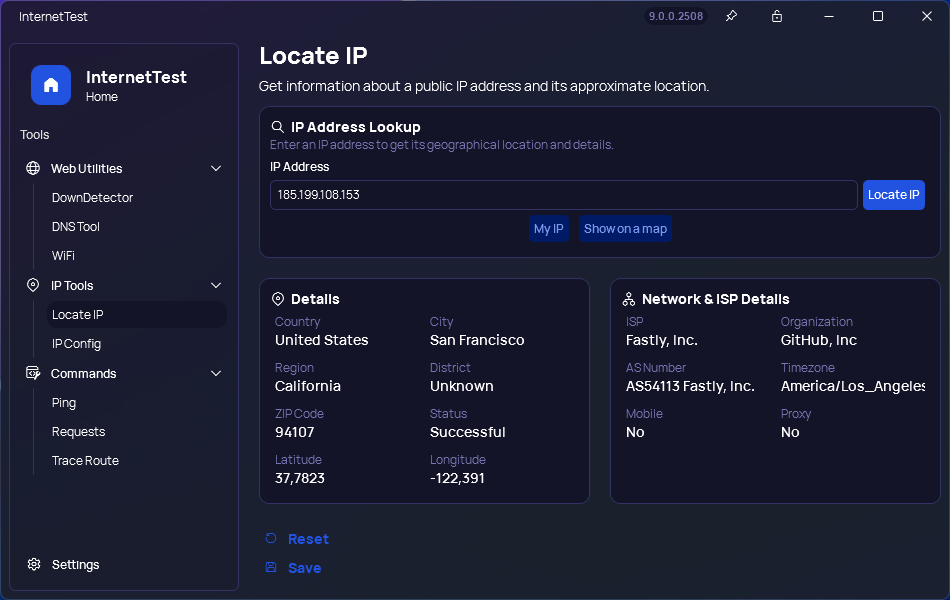 InternetTest
9.0.0.2508
InternetTest
Home
Tools
Web Utilities
DownDetector
DNS Tool
WiFi
IP Tools
Locate IP
IP Config
Commands
Ping
Requests
Trace Route
Settings
Locate IP
Get information about a public IP address and its approximate location.
IP Address Lookup
Enter an IP address to get its geographical location and details.
IP Address
185.199.108.153
Locate IP
My IP
Show on a map
Details
Country
City
United States
San Francisco
Region
District
California
Unknown
ZIP Code
Status
94107
Successful
Latitude
Longitude
37,7823
-122,391
Network & ISP Details
ISP
Organization
Fastly, Inc.
GitHub, Inc
AS Number
Timezone
AS54113 Fastly, Inc.
America/Los_Angeles
Mobile
Proxy
No
No
Reset
Save